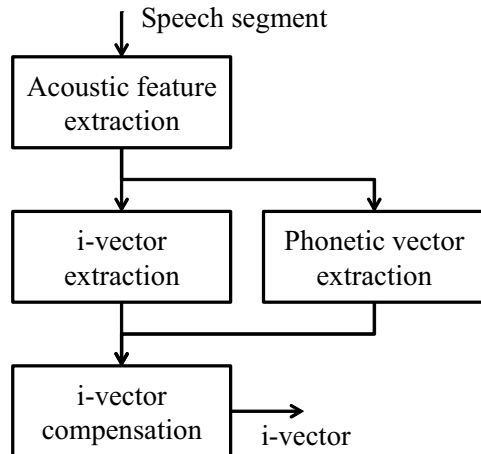 Speech segment
Acoustic feature
extraction
i-vector
extraction
Phonetic vector
extraction
i-vector
compensation
i-vector